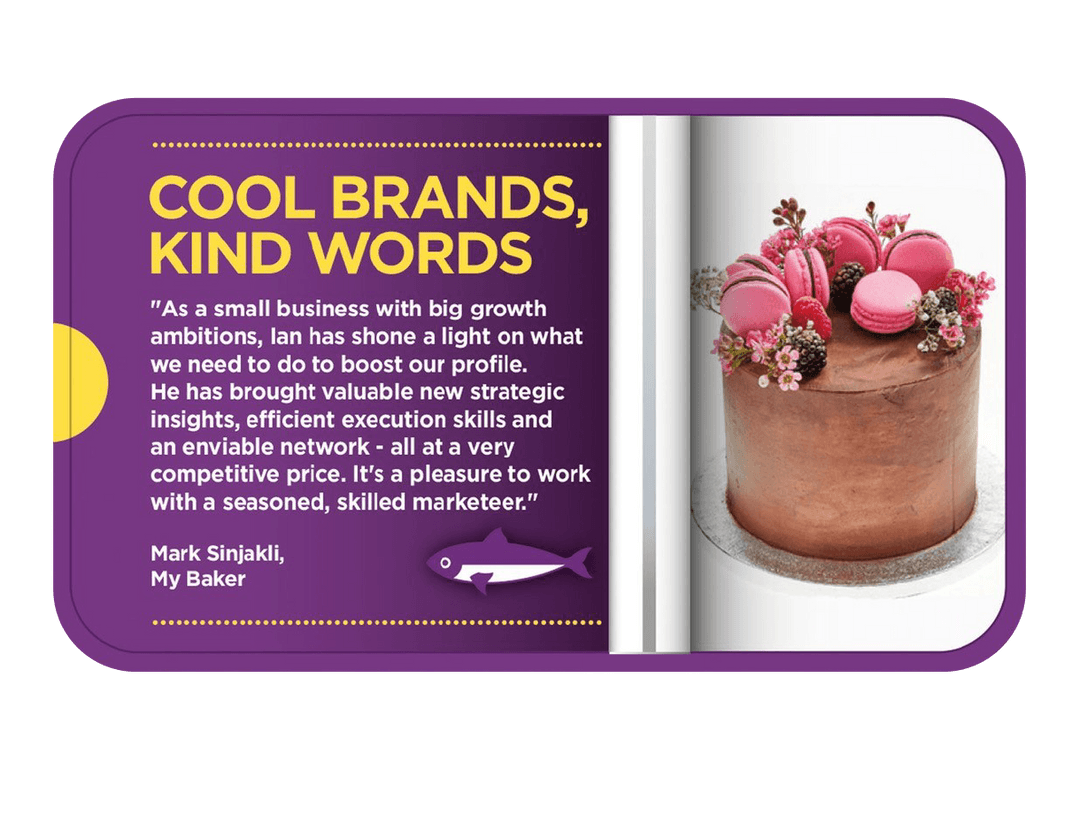 COOL BRANDS,
KIND WORDS
"As a small business with big growth
ambitions, Ian has shone a light on what
we need to do to boost our profile.
He has brought valuable new strategic
insights, efficient execution skills and
an enviable network - all at a very
competitive price. It's a pleasure to work
with a seasoned, skilled marketeer."
Mark Sinjakli,
My Baker